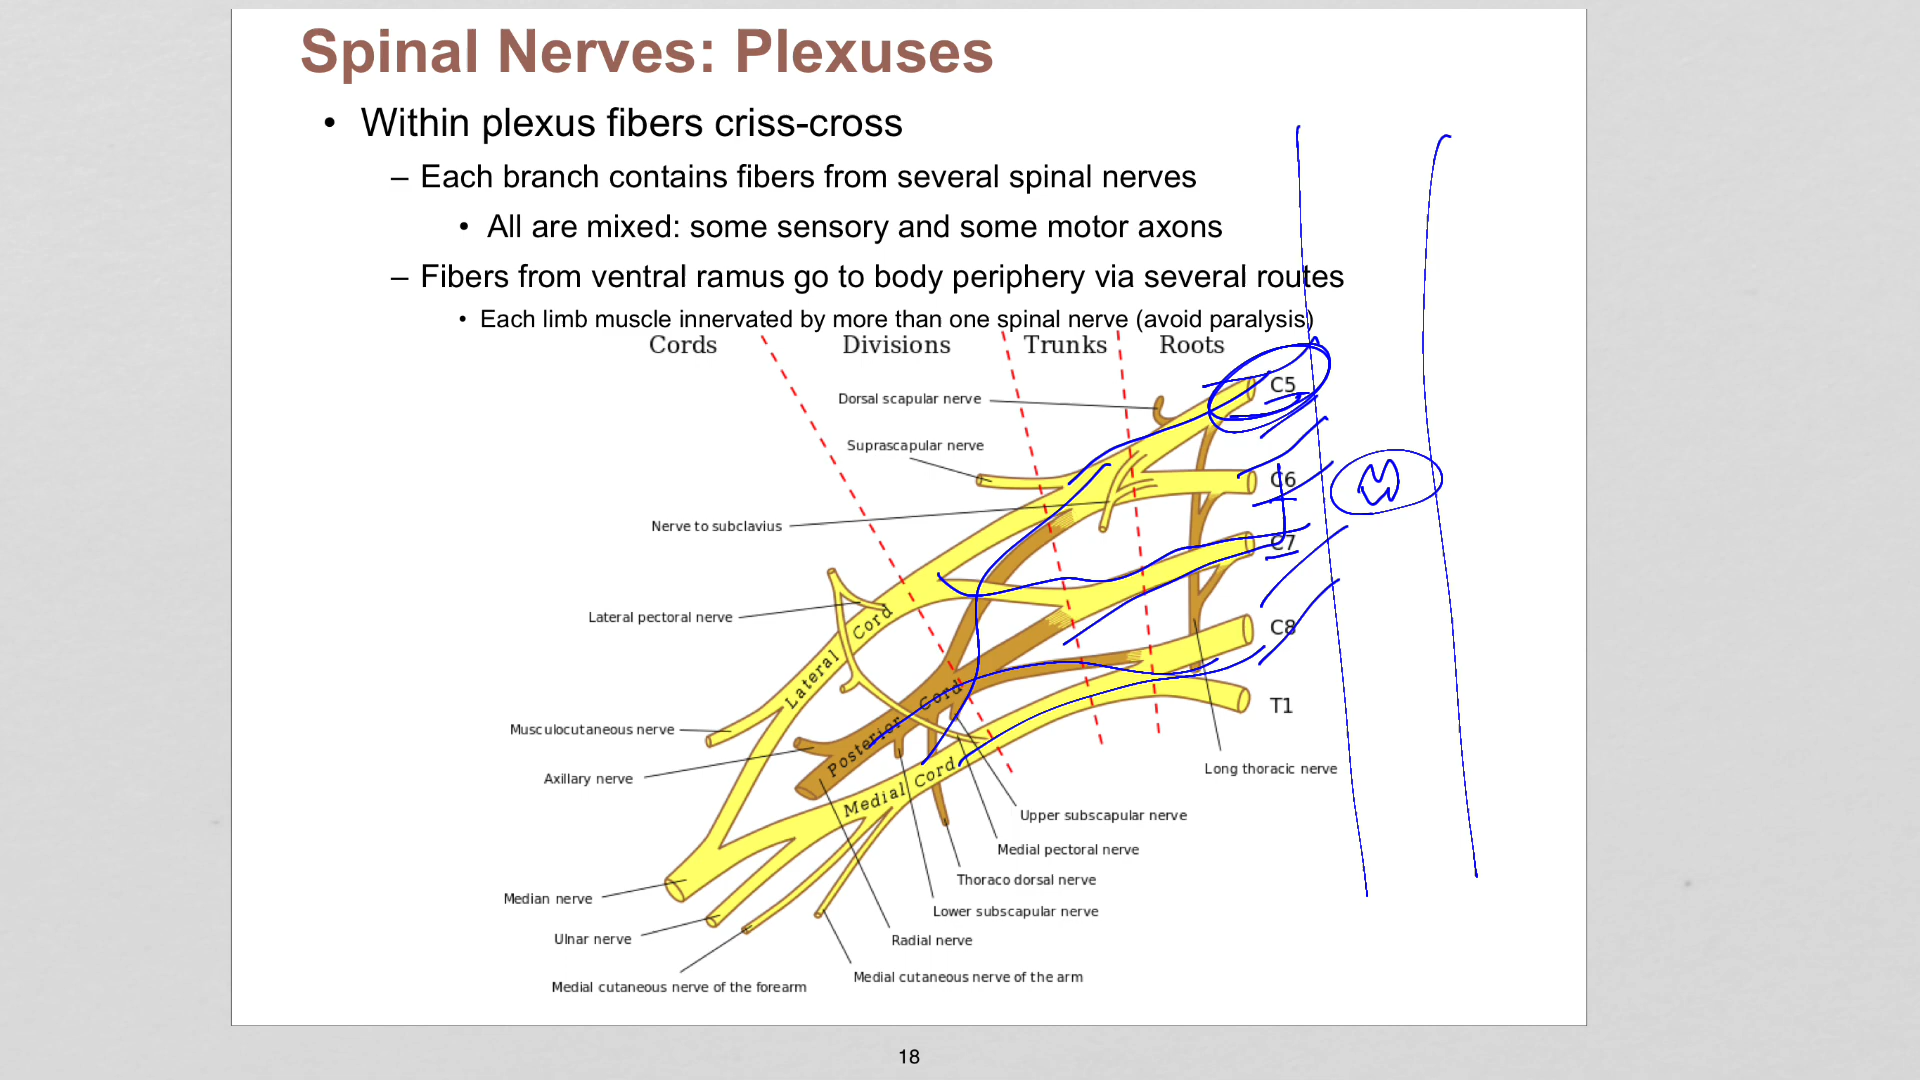 Spinal Nerves: Plexuses
• Within plexus fibers criss-cross
– Each branch contains fibers from several spinal nerves
• All are mixed: some sensory and some motor axons
– Fibers from ventral ramus go to body periphery via several routes
• Each limb muscle innervated by more than one spinal nerve (avoid paralysis)
Cords Divisions Trunks Roots
C5
Dorsal scapular nerve
Suprascapular nerve
C6
Nerve to subclavius
C7
Lateral pectoral nerve
C8
Lateral Cord
Posterior Cord
Medial Cord
T1
Musculocutaneous nerve
Axillary nerve
Long thoracic nerve
Upper subscapular nerve
Medial pectoral nerve
Thoraco dorsal nerve
Median nerve
Lower subscapular nerve
Ulnar nerve
Radial nerve
Medial cutaneous nerve of the arm
Medial cutaneous nerve of the forearm
18